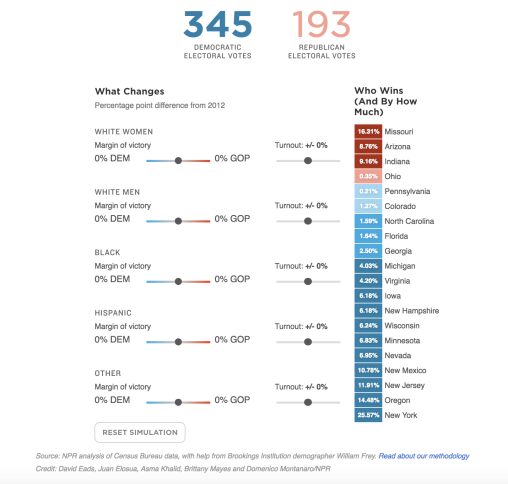 345 193
DEMOCRATIC ELECTORAL VOTES
REPUBLICAN ELECTORAL VOTES
What Changes
Percentage point difference from 2012
WHITE WOMEN
Margin of victory
Turnout: +/- 0%
0% DEM 0% GOP
WHITE MEN
Margin of victory
Turnout: +/- 0%
0% DEM 0% GOP
BLACK
Margin of victory
Turnout: +/- 0%
0% DEM 0% GOP
HISPANIC
Margin of victory
Turnout: +/- 0%
0% DEM 0% GOP
OTHER
Margin of victory
Turnout: +/- 0%
0% DEM 0% GOP
RESET SIMULATION
Who Wins
(And By How
Much)
16.31% Missouri
8.76% Arizona
9.16% Indiana
0.35% Ohio
0.21% Pennsylvania
1.27% Colorado
1.59% North Carolina
1.64% Florida
2.50% Georgia
4.03% Michigan
4.20% Virginia
6.18% Iowa
6.18% New Hampshire
6.24% Wisconsin
6.83% Minnesota
6.95% Nevada
10.78% New Mexico
11.91% New Jersey
14.48% Oregon
25.57% New York
Source: NPR analysis of Census Bureau data, with help from Brookings Institution demographer William Frey. Read about our methodology
Credit: David Eads, Juan Elosua, Asma Khalid, Brittany Mayes and Domenico Montanaro/NPR